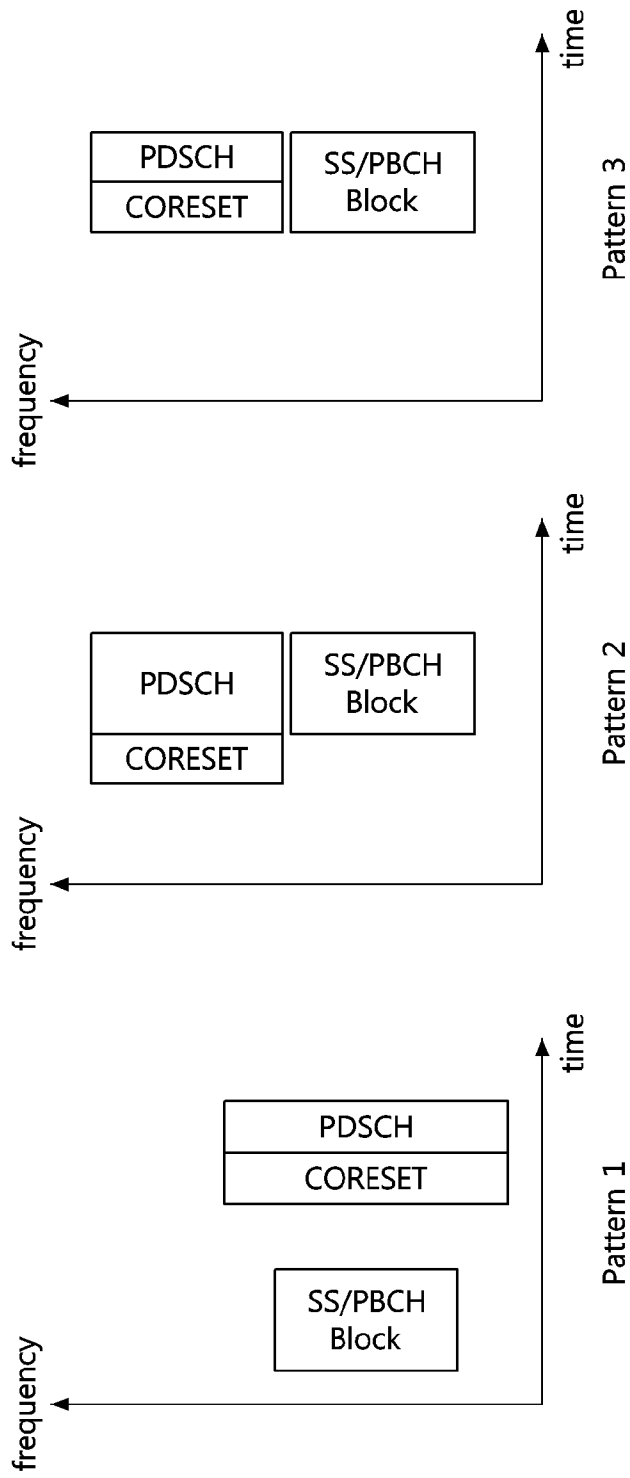 frequency
PDSCH
CORESET
SS/PBCH
Block
time
Pattern 3
frequency
PDSCH
CORESET
SS/PBCH
Block
time
Pattern 2
frequency
PDSCH
CORESET
SS/PBCH
Block
time
Pattern 1